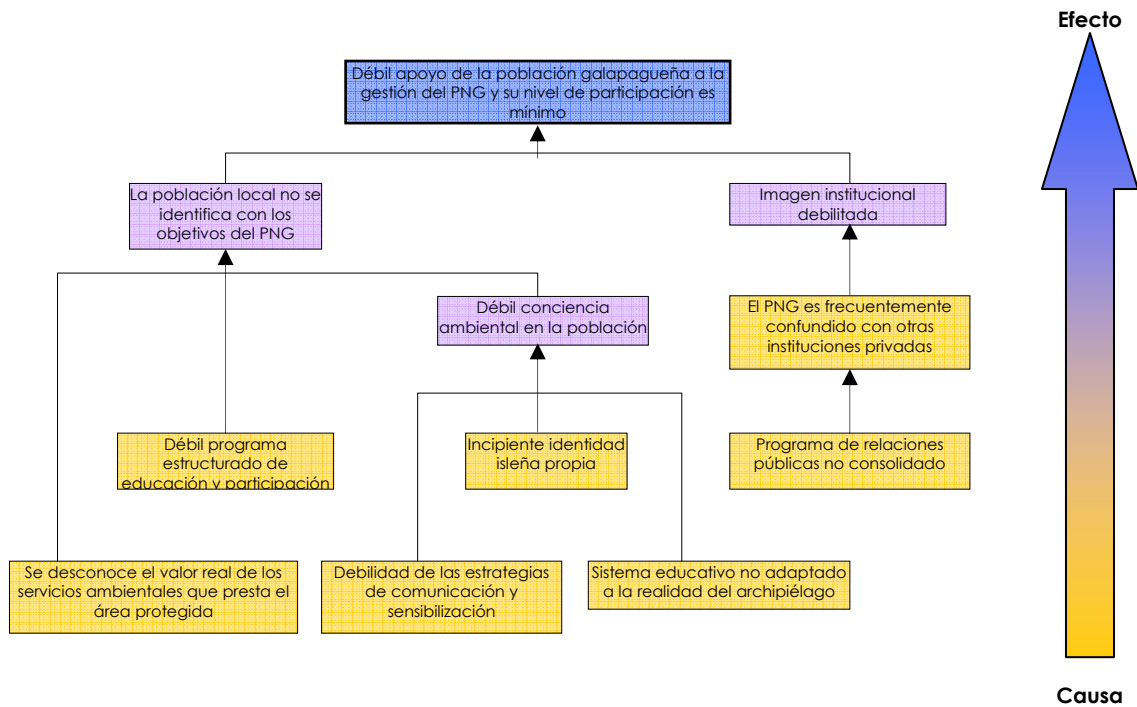 Efecto
Débil apoyo de la población galapagueña a la
gestión del PNG y su nivel de participación es
mínimo
La población local no se
identifica con los
objetivos del PNG
Imagen institucional
debilitada
Débil conciencia
ambiental en la población
El PNG es frecuentemente
confundido con otras
instituciones privadas
Débil programa
estructurado de
educación y participación
Incipiente identidad
isleña propia
Programa de relaciones
públicas no consolidado
Se desconoce el valor real de los
servicios ambientales que presta el
área protegida
Debilidad de las estrategias
de comunicación y
sensibilización
Sistema educativo no adaptado
a la realidad del archipiélago
Causa